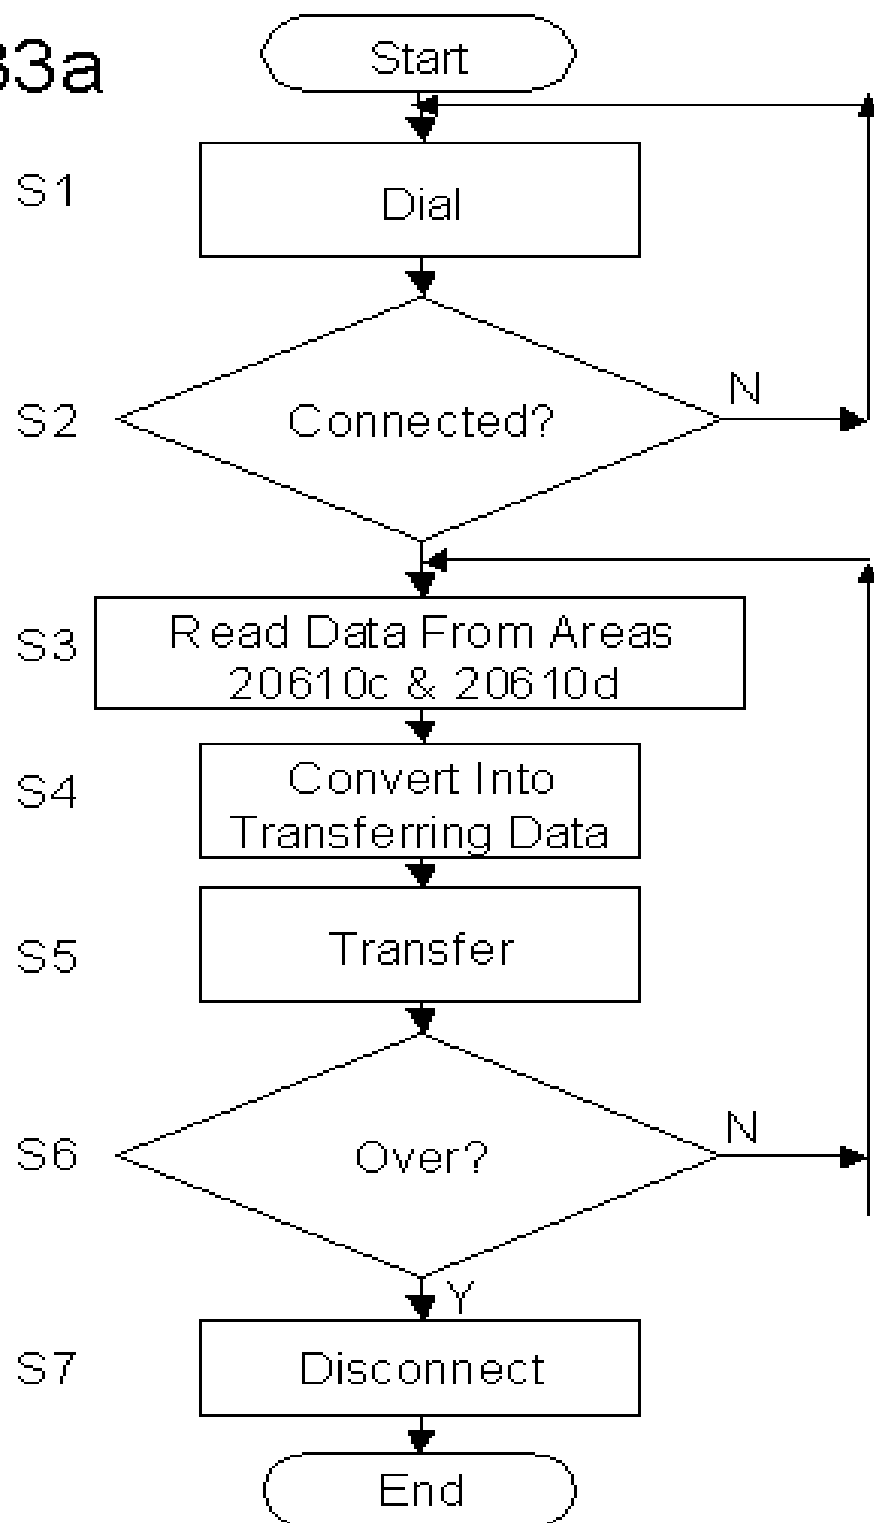 33a
Start
S1
Dial
S2
Connected?
N
S3
Read Data From Areas
20610c & 20610d
S4
Convert Into
Transferring Data
S5
Transfer
S6
Over?
N
Y
S7
Disconnect
End